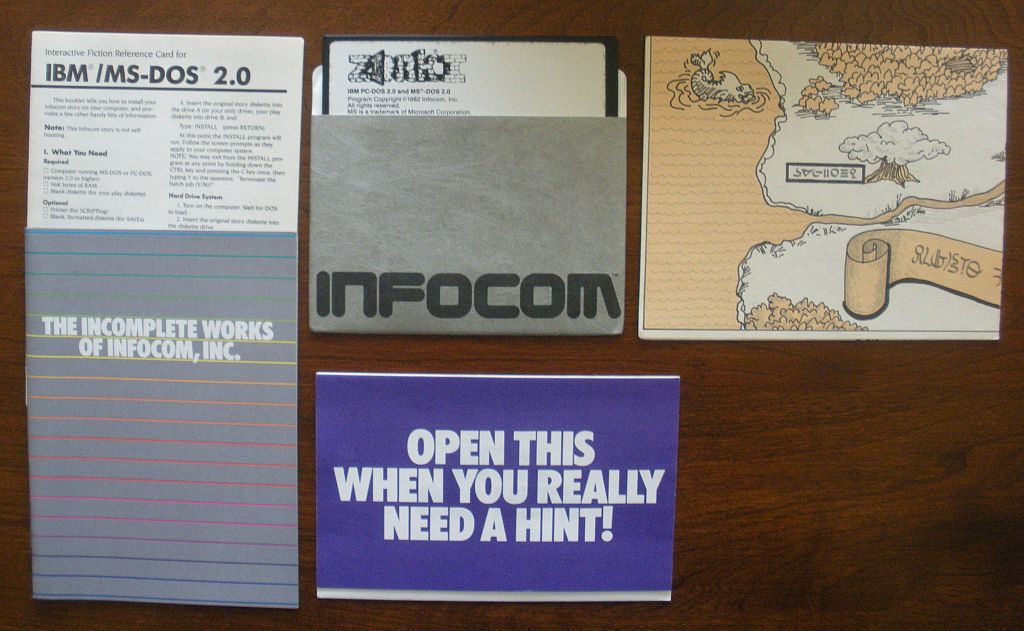 Interactive Fiction Reference Card for
IBM®/MS-DOS® 2.0
This booklet tells you how to install your
Infocom story on your computer, and pro-
vides a few other handy bits of information.
Note: This Infocom story is not self-
booting.
I. What You Need
Required
□ Computer running MS-DOS or PC DOS
(version 2.0 or higher)
□ 96K bytes of RAM
□ Blank diskette (for your play diskette)
Optional
□ Printer (for SCRIPTing)
□ Blank, formatted diskette (for SAVEs)
4. Insert the original story diskette into
the drive A (or your only drive), your play
diskette into drive B, and
Type INSTALL (press RETURN)
At this point the INSTALL program will
run. Follow the screen prompts as they
apply to your computer system.
NOTE: You may exit from the INSTALL pro-
gram at any point by holding down the
CTRL key and pressing the C key once, then
typing Y to the question, "Terminate the
batch job (Y/N)?"
Hard Drive System
1. Turn on the computer. Wait for DOS
to load.
2. Insert the original story diskette into
the diskette drive.
THE INCOMPLETE WORKS
OF INFOCOM, INC.
IBM PC-DOS 2.0 and MS™-DOS 2.0
Program Copyright ©1982 Infocom, Inc.
All rights reserved.
MS is a trademark of Microsoft Corporation.
INFOCOM™
OPEN THIS
WHEN YOU REALLY
NEED A HINT!